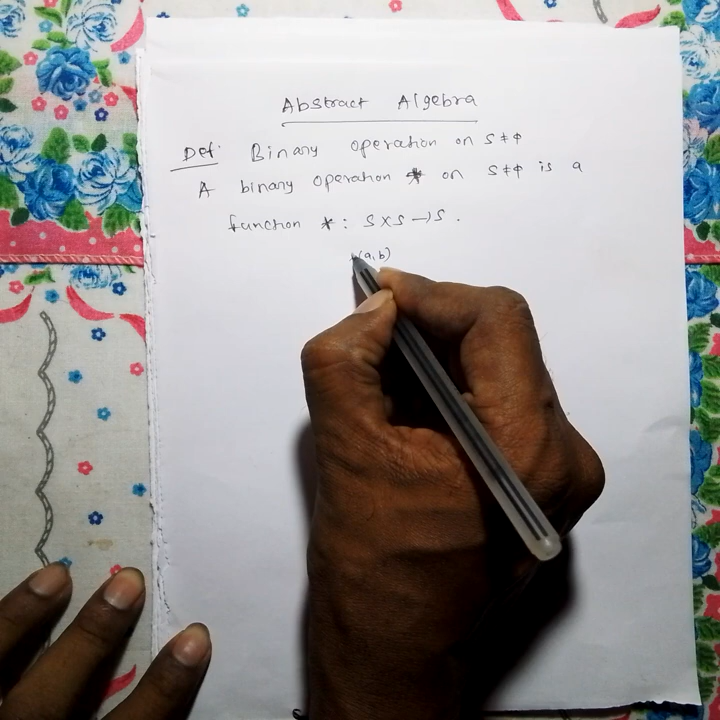 Abstract Algebra
Def: Binary operation on S≠φ
A binary operation * on S≠φ is a
function *: S×S→S.
(a,b)